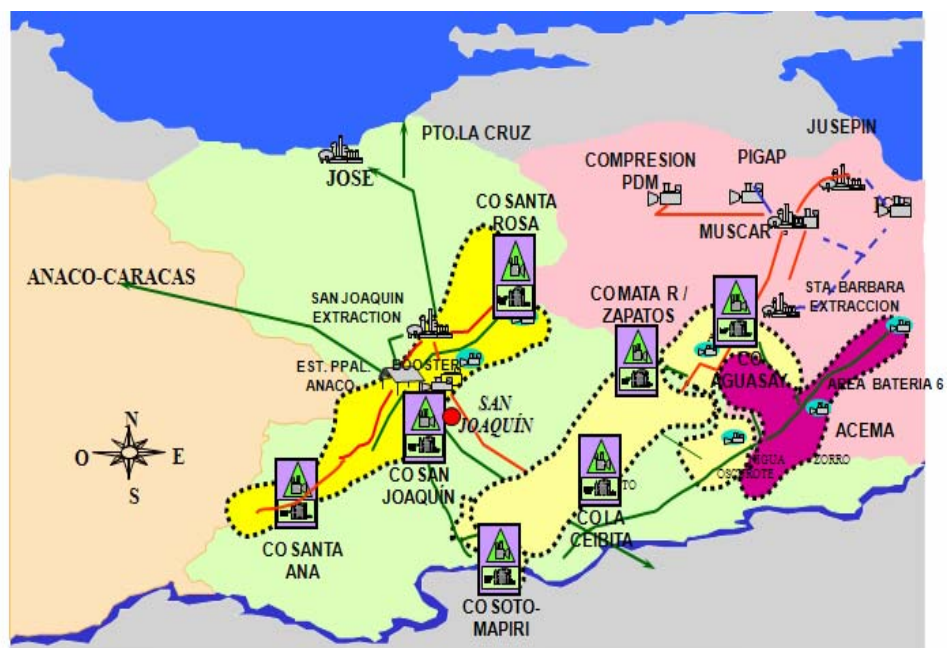 PTO.LA CRUZ
JUSEPIN
COMPRESION
PDM
PIGAP
JOSE
CO SANTA
ROSA
MUSCAR
ANACO-CARACAS
SAN JOAQUIN
EXTRACTION
CO MATA R /
ZAPATOS
STA. BARBARA
EXTRACCION
EST. PPAL.
ANACO
BOOSTER
CO
AGUASAY
AREA BATERIA 6
SAN
JOAQUÍN
N
O
E
S
ACEMA
CO SAN
JOAQUÍN
ZORRO
TO
CO LA
CEIBITA
CO SANTA
ANA
CO SOTO-
MAPIRI